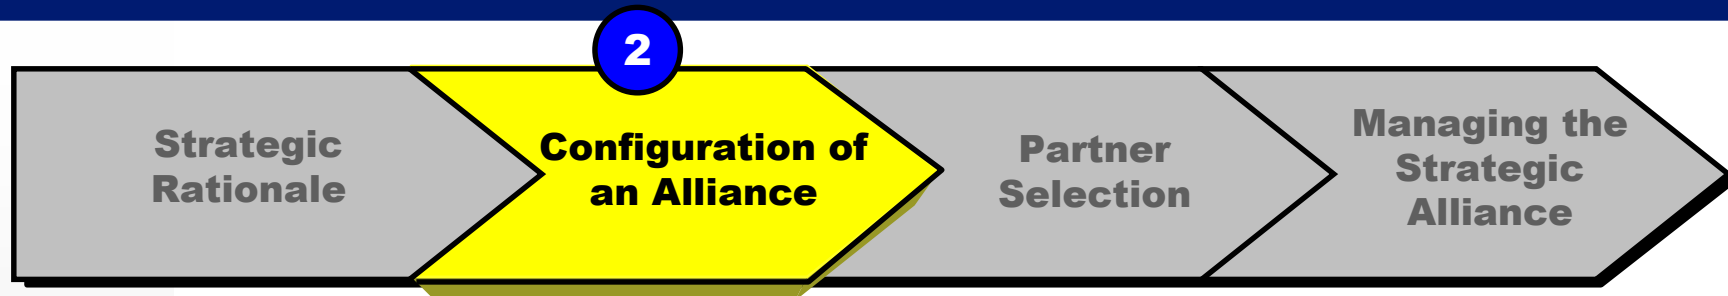 2
Strategic
Rationale
Configuration of
an Alliance
Partner
Selection
Managing the
Strategic
Alliance